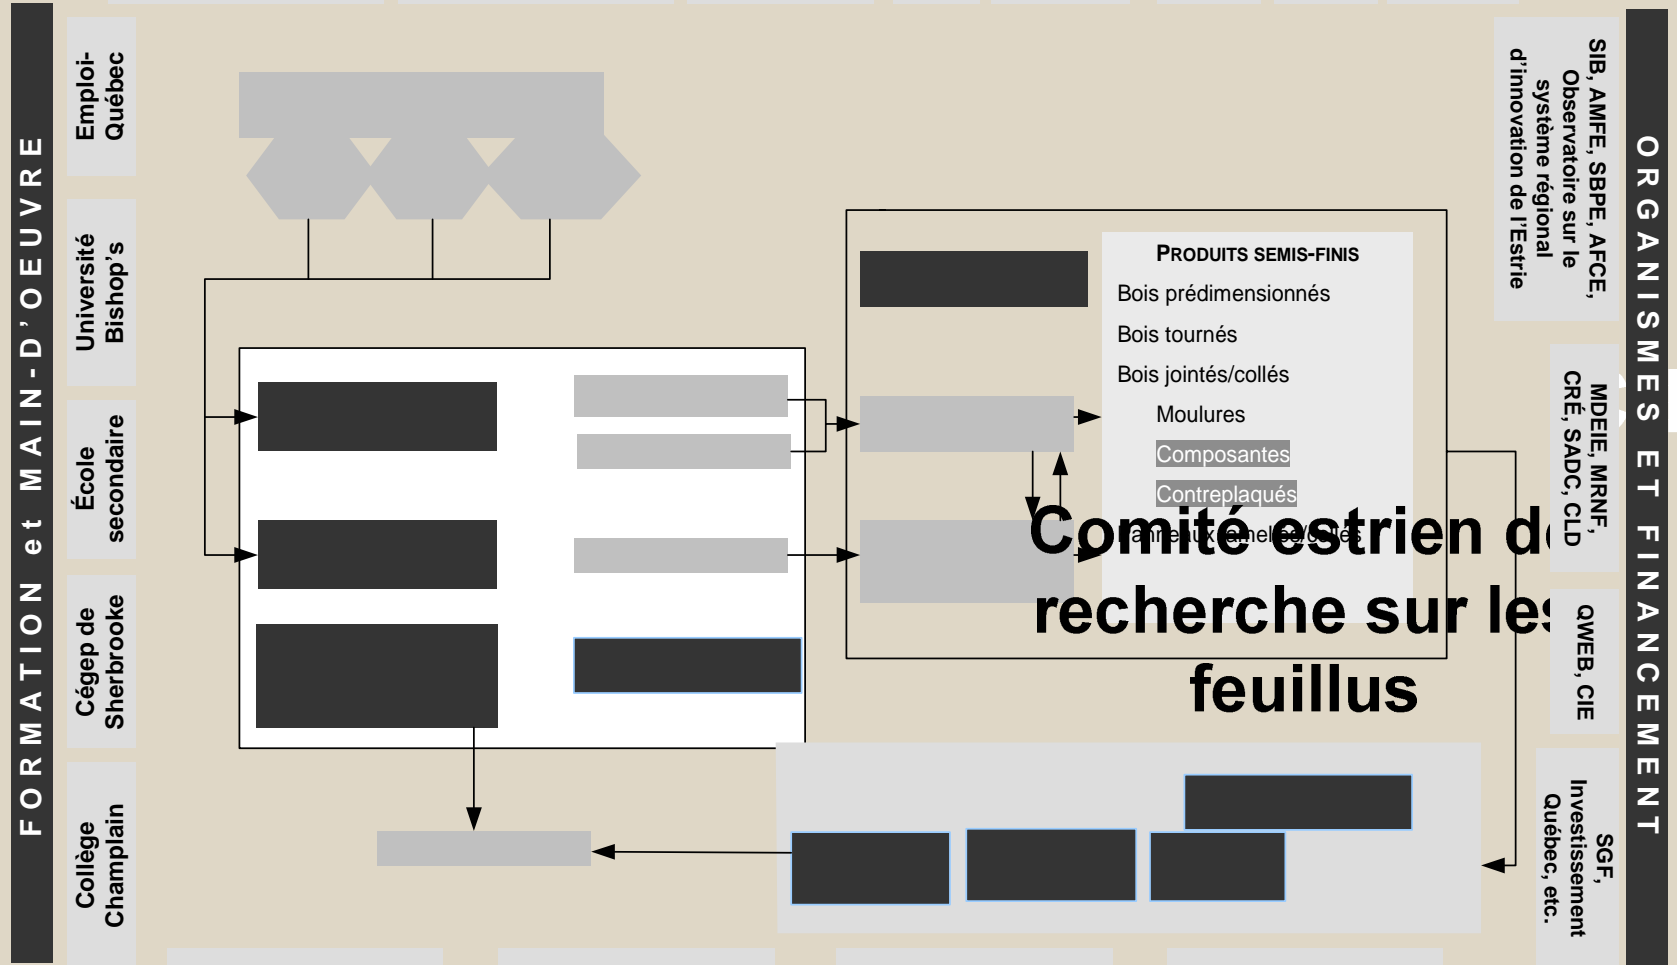 FORMATION et MAIN-D'OEUVRE
Emploi-
Québec
Université
Bishop's
École
secondaire
Cégep de
Sherbrooke
Collège
Champlain
PRODUITS SEMIS-FINIS
Bois prédimensionnés
Bois tournés
Bois jointés/collés
Moulures
Composantes
Contreplaqués
Comité estrien de
recherche sur les
feuillus
SIB, AMFE, SBPE, AFCE,
Observatoire sur le
système régional
d'innovation de l'Estrie
MDEIE, MRNF,
CRÉ, SADC, CLD
QWEB, CIE
SGF,
Investissement
Québec, etc.
ORGANISMES ET FINANCEMENT